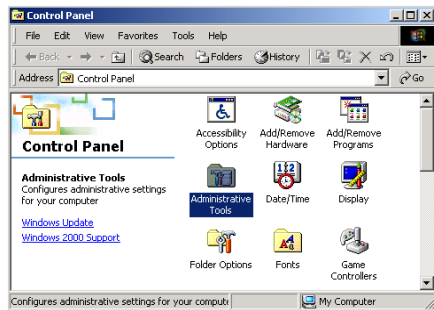 Control Panel
File Edit View Favorites Tools Help
Back Search Folders History
Address Control Panel Go
Control Panel
Administrative Tools
Configures administrative settings
for your computer
Windows Update
Windows 2000 Support
Accessibility
Options
Add/Remove
Hardware
Add/Remove
Programs
Administrative
Tools
12
Date/Time
Display
Folder Options
A
Fonts
Game
Controllers
Configures administrative settings for your compute My Computer